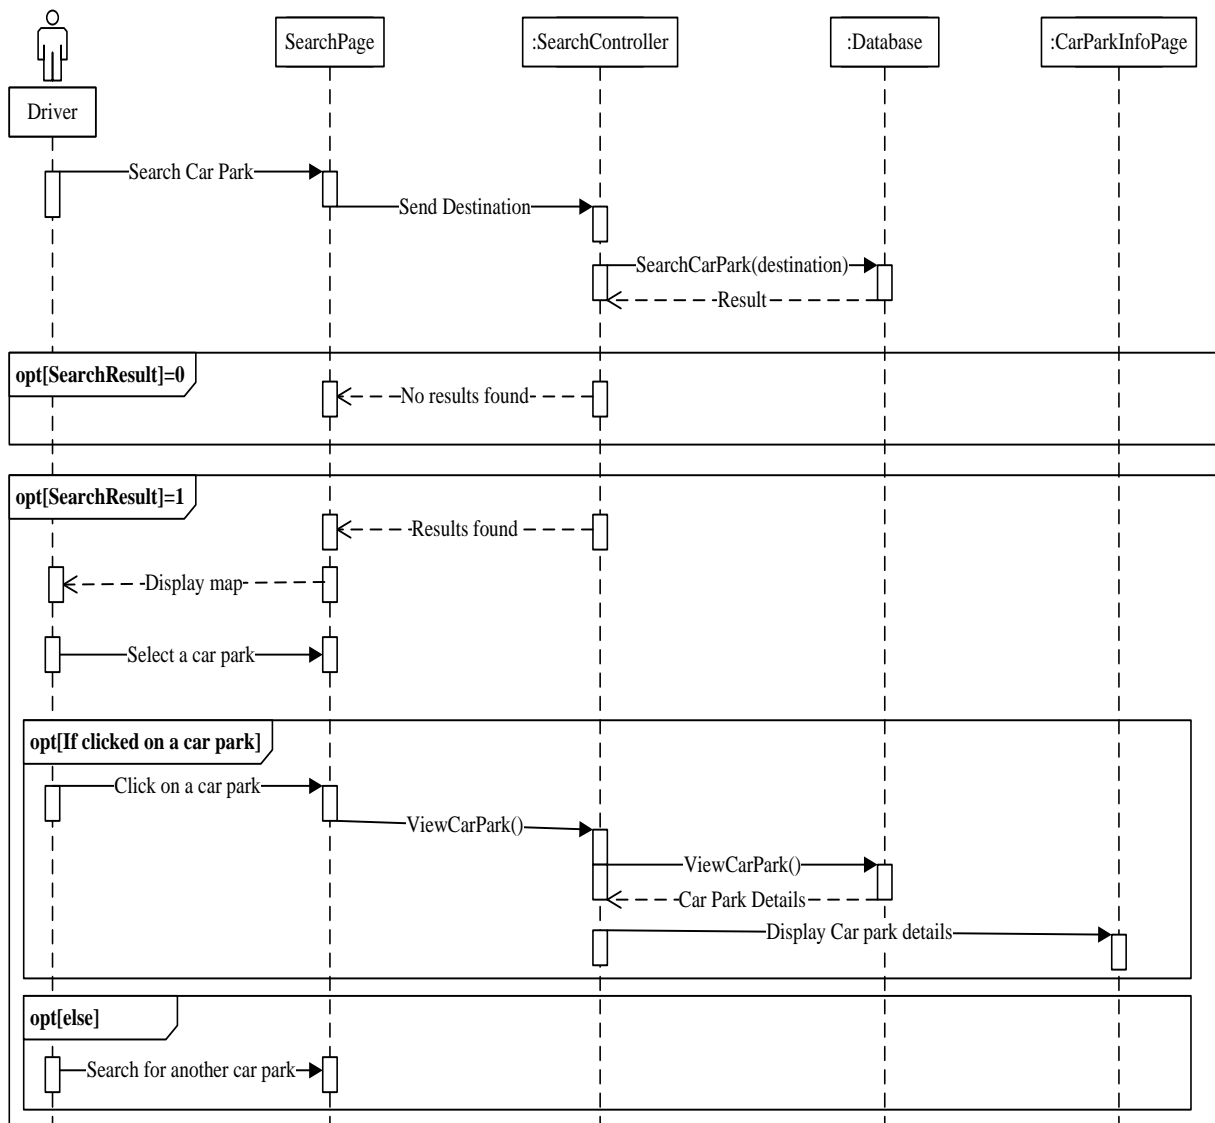 SearchPage
:SearchController
:Database
:CarParkInfoPage
Driver
Search Car Park
Send Destination
SearchCarPark(destination)
Result
opt[SearchResult]=0
No results found
opt[SearchResult]=1
Results found
Display map
Select a car park
opt[If clicked on a car park]
Click on a car park
ViewCarPark()
ViewCarPark()
Car Park Details
Display Car park details
opt[else]
Search for another car park